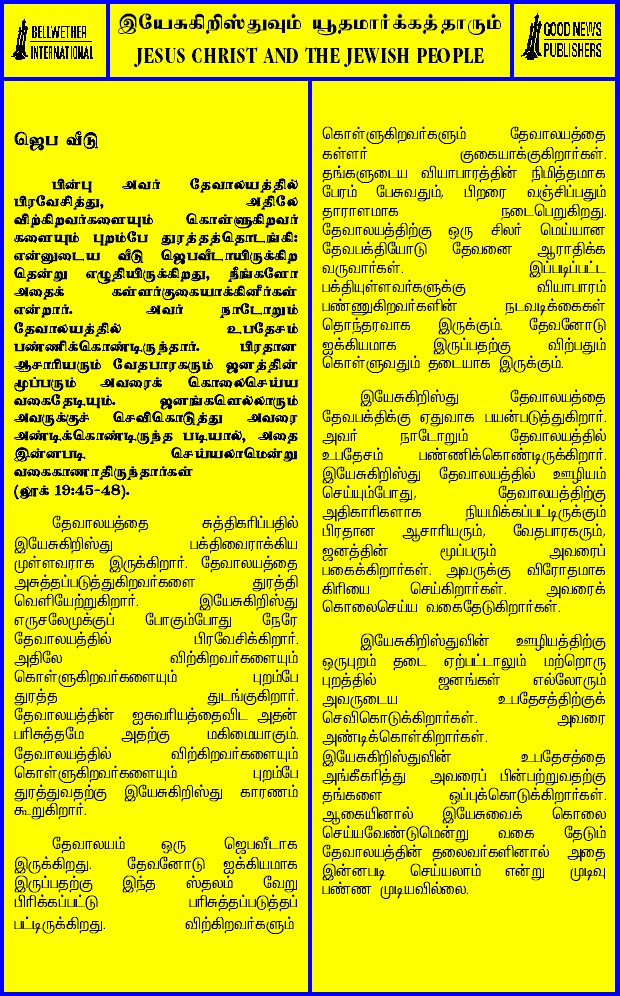 BELLWETHER
INTERNATIONAL
இயேசுகிறிஸ்துவும் யூதமார்க்கத்தாரும்
JESUS CHRIST AND THE JEWISH PEOPLE
GOOD NEWS
PUBLISHERS
ஜெப வீடு
பின்பு அவர் தேவாலயத்தில்
பிரவேசித்து, அதிலே
விற்கிறவர்களையும் கொள்ளுகிறவர்
களையும் புறம்பே துரத்தத்தொடங்கி:
என்னுடைய வீடு ஜெபவீடாயிருக்கிற
தென்று எழுதியிருக்கிறது, நீங்களோ
அதைக் கள்ளர்குகையாக்கினீர்கள்
என்றார். அவர் நாடோறும்
தேவாலயத்தில் உபதேசம்
பண்ணிக்கொண்டிருந்தார். பிரதான
ஆசாரியரும் வேதபாரகரும் ஜனத்தின்
மூப்பரும் அவரைக் கொலைசெய்ய
வகைதேடியும். ஜனங்களெல்லாரும்
அவருக்குச் செவிகொடுத்து அவரை
அண்டிக்கொண்டிருந்த படியால், அதை
இன்னபடி செய்யலாமென்று
வகைகாணாதிருந்தார்கள்
(லூக் 19:45-48).
தேவாலயத்தை சுத்திகரிப்பதில்
இயேசுகிறிஸ்து பக்திவைராக்கிய
முள்ளவராக இருக்கிறார். தேவாலயத்தை
அசுத்தப்படுத்துகிறவர்களை துரத்தி
வெளியேற்றுகிறார். இயேசுகிறிஸ்து
எருசலேமுக்குப் போகும்போது நேரே
தேவாலயத்தில் பிரவேசிக்கிறார்.
அதிலே விற்கிறவர்களையும்
கொள்ளுகிறவர்களையும் புறம்பே
துரத்த துடங்குகிறார்.
தேவாலயத்தின் ஐசுவரியத்தைவிட அதன்
பரிசுத்தமே அதற்கு மகிமையாகும்.
தேவாலயத்தில் விற்கிறவர்களையும்
கொள்ளுகிறவர்களையும் புறம்பே
துரத்துவதற்கு இயேசுகிறிஸ்து காரணம்
கூறுகிறார்.
தேவாலயம் ஒரு ஜெபவீடாக
இருக்கிறது. தேவனோடு ஐக்கியமாக
இருப்பதற்கு இந்த ஸ்தலம் வேறு
பிரிக்கப்பட்டு பரிசுத்தப்படுத்தப்
பட்டிருக்கிறது. விற்கிறவர்களும்
கொள்ளுகிறவர்களும் தேவாலயத்தை
கள்ளர் குகையாக்குகிறார்கள்.
தங்களுடைய வியாபாரத்தின் நிமித்தமாக
பேரம் பேசுவதும், பிறரை வஞ்சிப்பதும்
தாராளமாக நடைபெறுகிறது.
தேவாலயத்திற்கு ஒரு சிலர் மெய்யான
தேவபக்தியோடு தேவனை ஆராதிக்க
வருவார்கள். இப்படிப்பட்ட
பக்தியுள்ளவர்களுக்கு வியாபாரம்
பண்ணுகிறவர்களின் நடவடிக்கைகள்
தொந்தரவாக இருக்கும். தேவனோடு
ஐக்கியமாக இருப்பதற்கு விற்பதும்
கொள்ளுவதும் தடையாக இருக்கும்.
இயேசுகிறிஸ்து தேவாலயத்தை
தேவபக்திக்கு ஏதுவாக பயன்படுத்துகிறார்.
அவர் நாடோறும் தேவாலயத்தில்
உபதேசம் பண்ணிக்கொண்டிருக்கிறார்.
இயேசுகிறிஸ்து தேவாலயத்தில் ஊழியம்
செய்யும்போது, தேவாலயத்திற்கு
அதிகாரிகளாக நியமிக்கப்பட்டிருக்கும்
பிரதான ஆசாரியரும், வேதபாரகரும்,
ஜனத்தின் மூப்பரும் அவரைப்
பகைக்கிறார்கள். அவருக்கு விரோதமாக
கிரியை செய்கிறார்கள். அவரைக்
கொலைசெய்ய வகைதேடுகிறார்கள்.
இயேசுகிறிஸ்துவின் ஊழியத்திற்கு
ஒருபுறம் தடை ஏற்பட்டாலும் மற்றொரு
புறத்தில் ஜனங்கள் எல்லோரும்
அவருடைய உபதேசத்திற்குக்
செவிகொடுக்கிறார்கள். அவரை
அண்டிக்கொள்கிறார்கள்.
இயேசுகிறிஸ்துவின் உபதேசத்தை
அங்கீகரித்து அவரைப் பின்பற்றுவதற்கு
தங்களை ஒப்புக்கொடுக்கிறார்கள்.
ஆகையினால் இயேசுவைக் கொலை
செய்யவேண்டுமென்று வகை தேடும்
தேவாலயத்தின் தலைவர்களினால் அதை
இன்னபடி செய்யலாம் என்று முடிவு
பண்ண முடியவில்லை.